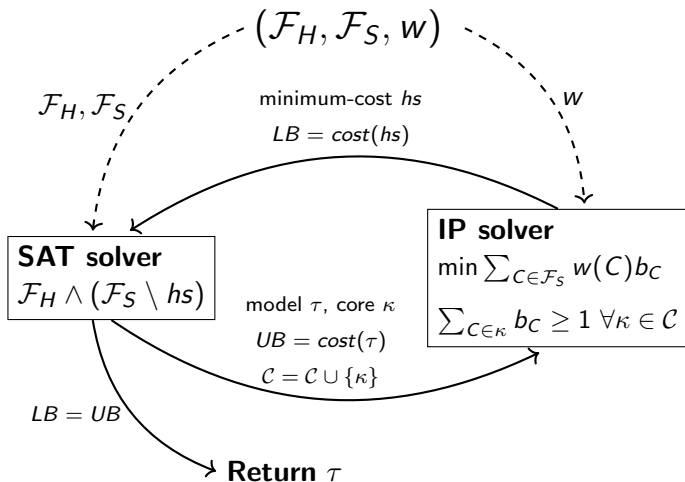 (𝓕_H, 𝓕_S, w)
𝓕_H, 𝓕_S
w
minimum-cost hs
LB = cost(hs)
SAT solver
𝓕_H ∧ (𝓕_S \ hs)
IP solver
min ∑_{C∈𝓕_S} w(C)b_C
∑_{C∈κ} b_C ≥ 1 ∀κ ∈ 𝒞
model τ, core κ
UB = cost(τ)
𝒞 = 𝒞 ∪ {κ}
LB = UB
Return τ